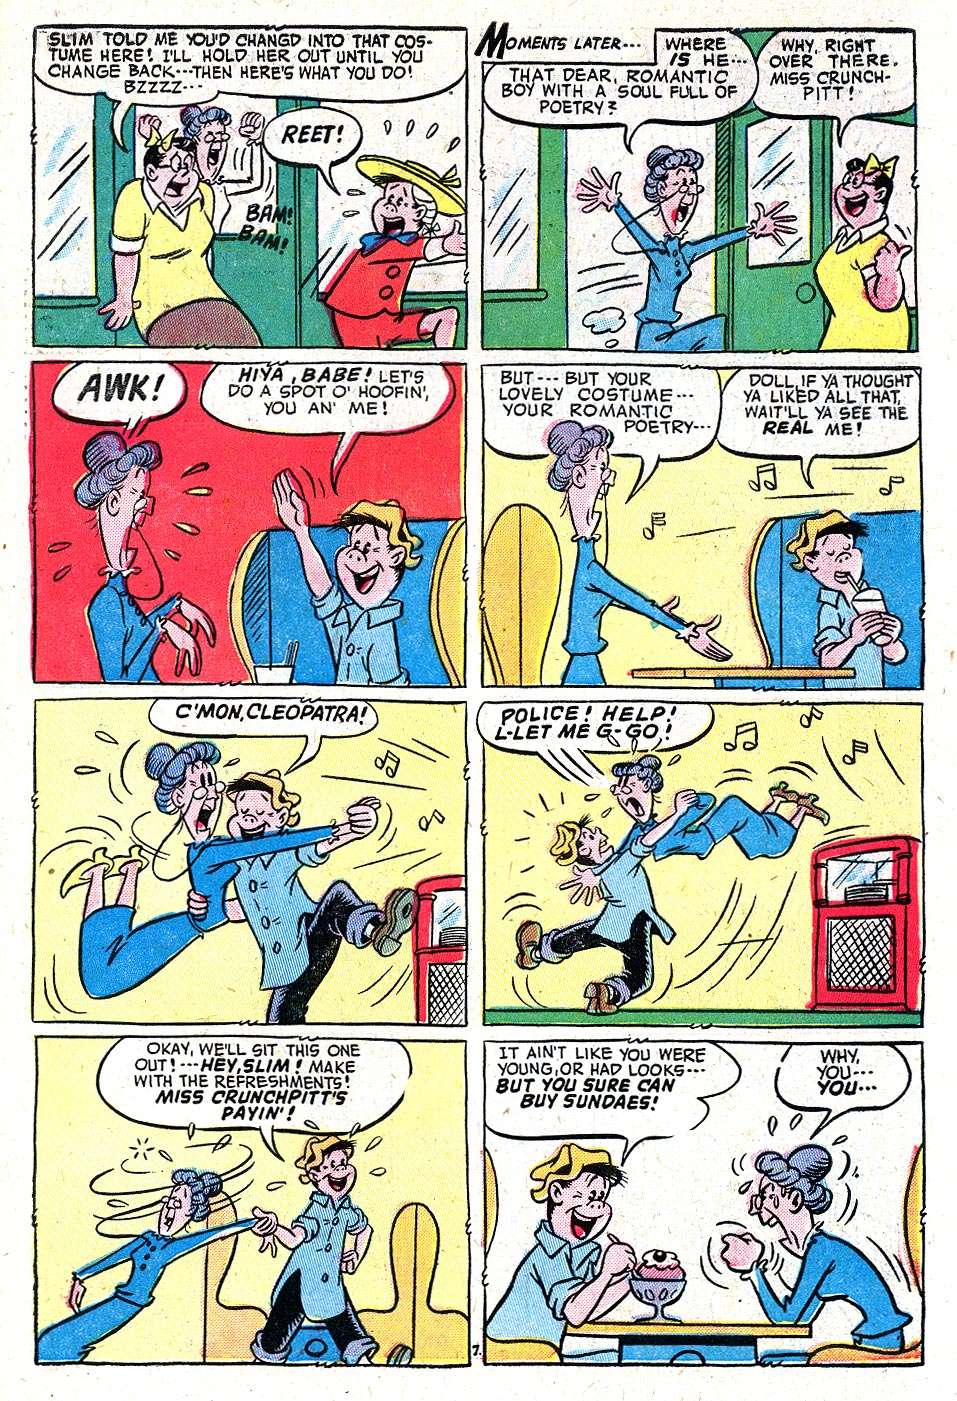 SLIM TOLD ME YOU'D CHANGD INTO THAT COS-
TUME HERE! I'LL HOLD HER OUT UNTIL YOU
CHANGE BACK---THEN HERE'S WHAT YOU DO!
BZZZZ---
REET!
BAM!
BAM!
MOMENTS LATER---
WHERE
IS HE---
THAT DEAR, ROMANTIC
BOY WITH A SOUL FULL OF
POETRY?
WHY, RIGHT
OVER THERE,
MISS CRUNCH-
PITT!
AWK!
HIYA, BABE! LET'S
DO A SPOT O' HOOFIN',
YOU AN' ME!
BUT--- BUT YOUR
LOVELY COSTUME---
YOUR ROMANTIC
POETRY---
DOLL, IF YA THOUGHT
YA LIKED ALL THAT,
WAIT'LL YA SEE THE
REAL ME!
C'MON, CLEOPATRA!
POLICE! HELP!
L-LET ME G-GO!
OKAY, WE'LL SIT THIS ONE
OUT!---HEY, SLIM! MAKE
WITH THE REFRESHMENTS!
MISS CRUNCHPITT'S
PAYIN'!
IT AIN'T LIKE YOU WERE
YOUNG, OR HAD LOOKS---
BUT YOU SURE CAN
BUY SUNDAES!
WHY,
YOU---
YOU---
7.